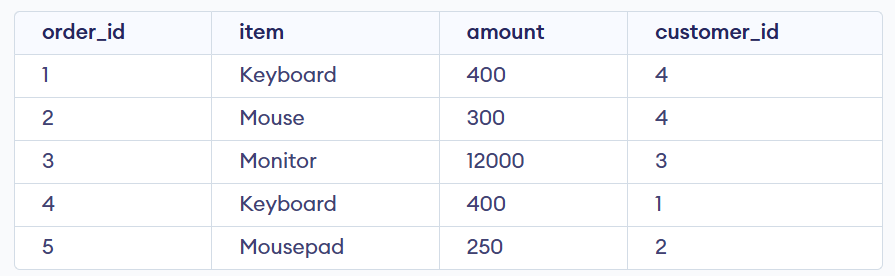 order_id item amount customer_id
1 Keyboard 400 4
2 Mouse 300 4
3 Monitor 12000 3
4 Keyboard 400 1
5 Mousepad 250 2